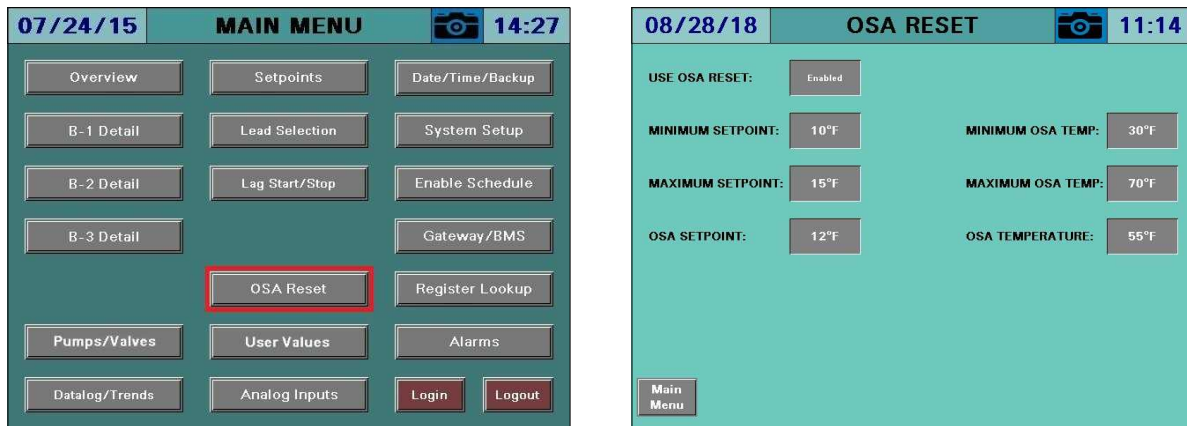 07/24/15 MAIN MENU 14:27
Overview Setpoints Date/Time/Backup
B-1 Detail Lead Selection System Setup
B-2 Detail Lag Start/Stop Enable Schedule
B-3 Detail Gateway/BMS
OSA Reset Register Lookup
Pumps/Valves User Values Alarms
Datalog/Trends Analog Inputs Login Logout
08/28/18 OSA RESET 11:14
USE OSA RESET: Enabled
MINIMUM SETPOINT: 10°F MINIMUM OSA TEMP: 30°F
MAXIMUM SETPOINT: 15°F MAXIMUM OSA TEMP: 70°F
OSA SETPOINT: 12°F OSA TEMPERATURE: 55°F
Main
Menu